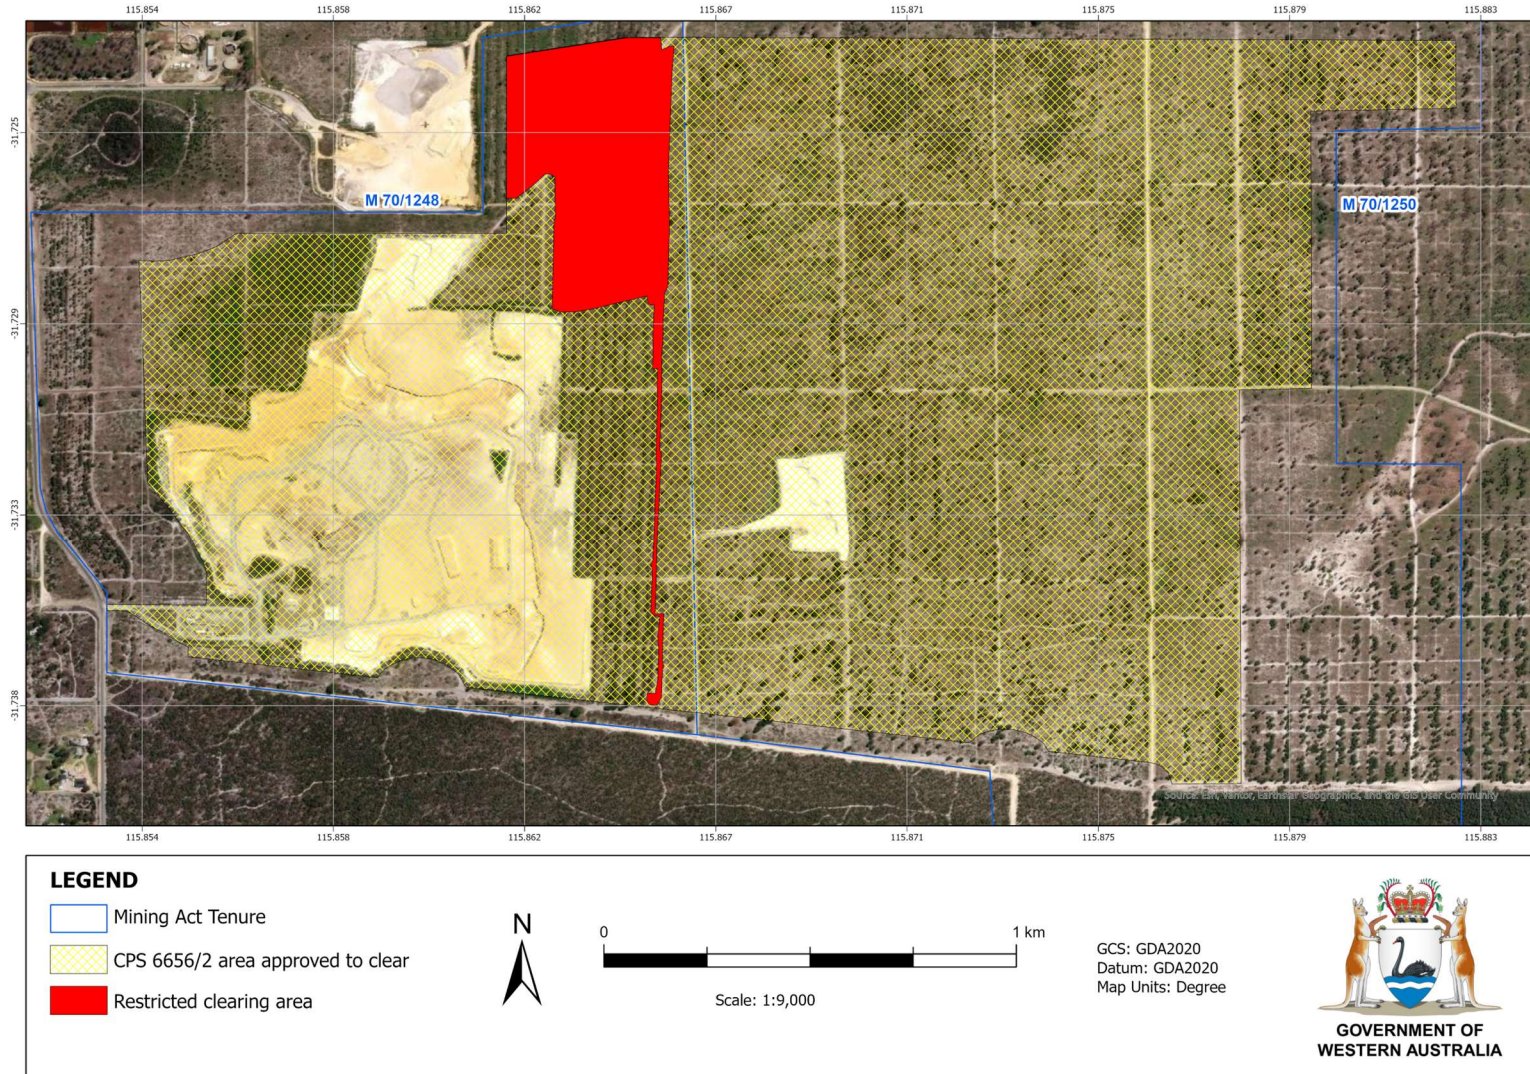 115.854 115.858 115.862 115.867 115.871 115.875 115.879 115.883
-31.725
-31.729
-31.733
-31.738
M 70/1248
M 70/1250
Source: Esri, Vantor, Earthstar Geographics, and the GIS User Community
115.854 115.858 115.862 115.867 115.871 115.875 115.879 115.883
LEGEND
Mining Act Tenure
CPS 6656/2 area approved to clear
Restricted clearing area
N
0 1 km
Scale: 1:9,000
GCS: GDA2020
Datum: GDA2020
Map Units: Degree
GOVERNMENT OF
WESTERN AUSTRALIA